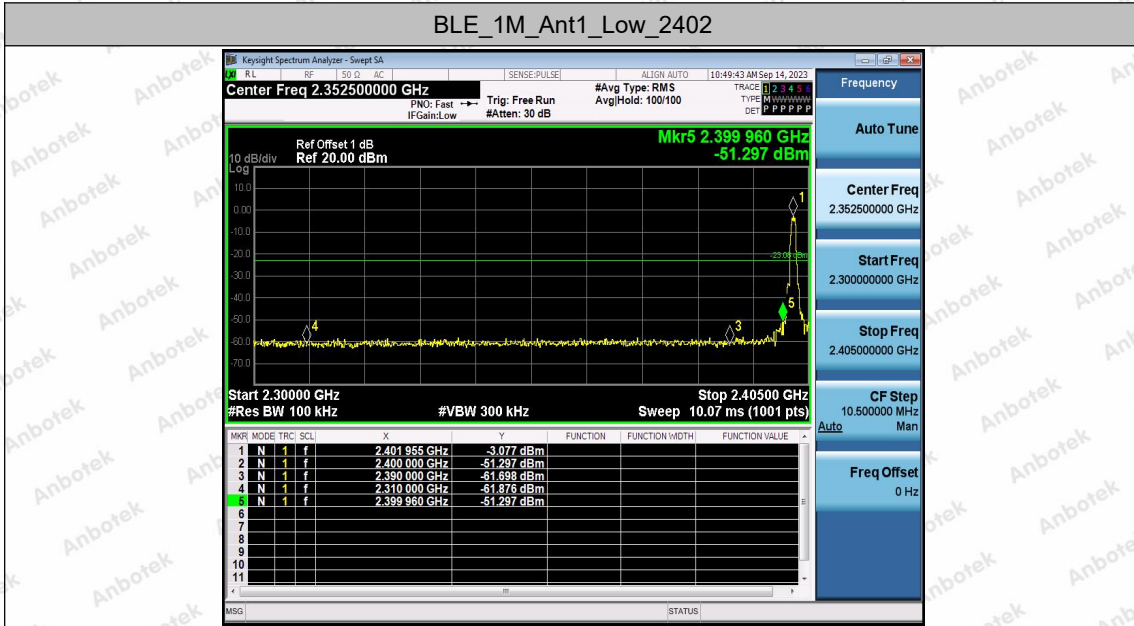 BLE_1M_Ant1_Low_2402
Keysight Spectrum Analyzer - Swept SA
RL RF 50 Ω AC SENSE:PULSE ALIGN AUTO 10:49:43 AM Sep 14, 2023
Center Freq 2.352500000 GHz
PNO: Fast
IFGain:Low
Trig: Free Run
#Atten: 30 dB
#Avg Type: RMS
Avg|Hold: 100/100
TRACE 1 2 3 4 5 6
TYPE M WWWWW
DET P P P P P P
Frequency
Mkr5 2.399 960 GHz
-51.297 dBm
Ref Offset 1 dB
10 dB/div Ref 20.00 dBm
Log
10.0
0.00
-10.0
-20.0
-30.0
-40.0
-50.0
-60.0
-70.0
1
5
3
4
Start 2.30000 GHz Stop 2.40500 GHz
#Res BW 100 kHz #VBW 300 kHz Sweep 10.07 ms (1001 pts)
MKR MODE TRC SCL X Y FUNCTION FUNCTION WIDTH FUNCTION VALUE
1 N 1 f 2.401 955 GHz -3.077 dBm
2 N 1 f 2.400 000 GHz -51.297 dBm
3 N 1 f 2.390 000 GHz -61.698 dBm
4 N 1 f 2.310 000 GHz -61.876 dBm
5 N 1 f 2.399 960 GHz -51.297 dBm
6
7
8
9
10
11
MSG STATUS
Auto Tune
Center Freq
2.352500000 GHz
Start Freq
2.300000000 GHz
Stop Freq
2.405000000 GHz
CF Step
10.500000 MHz
Auto Man
Freq Offset
0 Hz
Anbotek